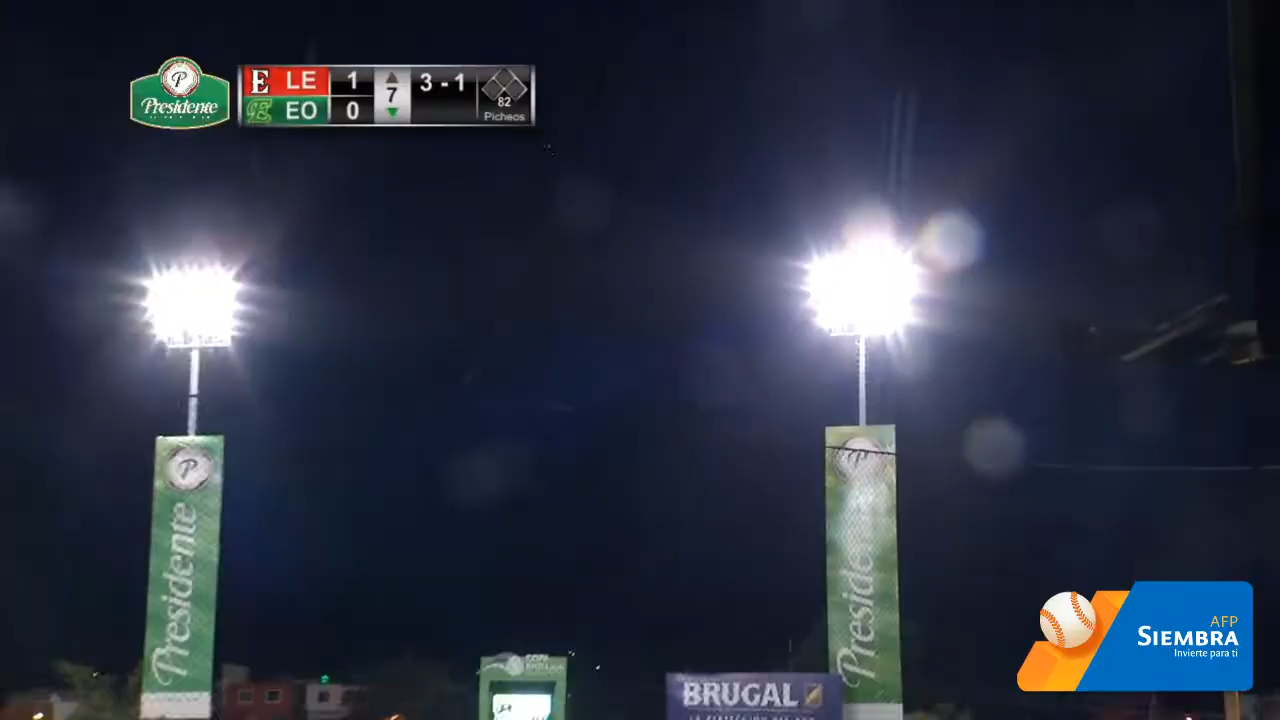 P
Presidente
E LE 1
EO 0
7
3 - 1
82
Picheos
P
Presidente
Presidente
BRUGAL
AFP
SIEMBRA
Invierte para ti